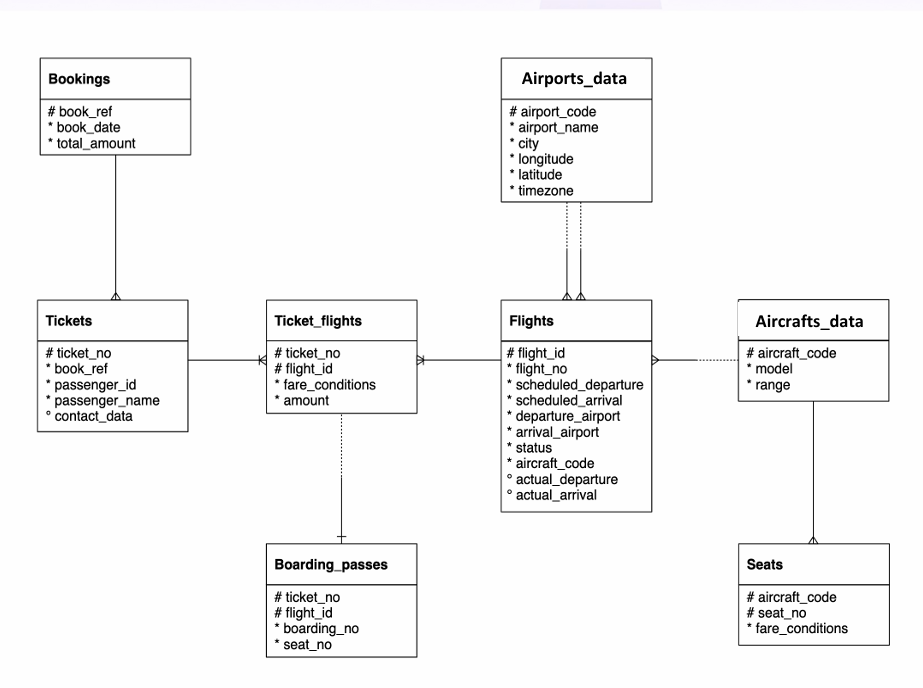 Bookings
# book_ref
* book_date
* total_amount
Airports_data
# airport_code
* airport_name
* city
* longitude
* latitude
* timezone
Tickets
# ticket_no
* book_ref
* passenger_id
* passenger_name
° contact_data
Ticket_flights
# ticket_no
# flight_id
* fare_conditions
* amount
Flights
# flight_id
* flight_no
* scheduled_departure
* scheduled_arrival
* departure_airport
* arrival_airport
* status
* aircraft_code
° actual_departure
° actual_arrival
Aircrafts_data
# aircraft_code
* model
* range
Boarding_passes
# ticket_no
# flight_id
* boarding_no
* seat_no
Seats
# aircraft_code
# seat_no
* fare_conditions